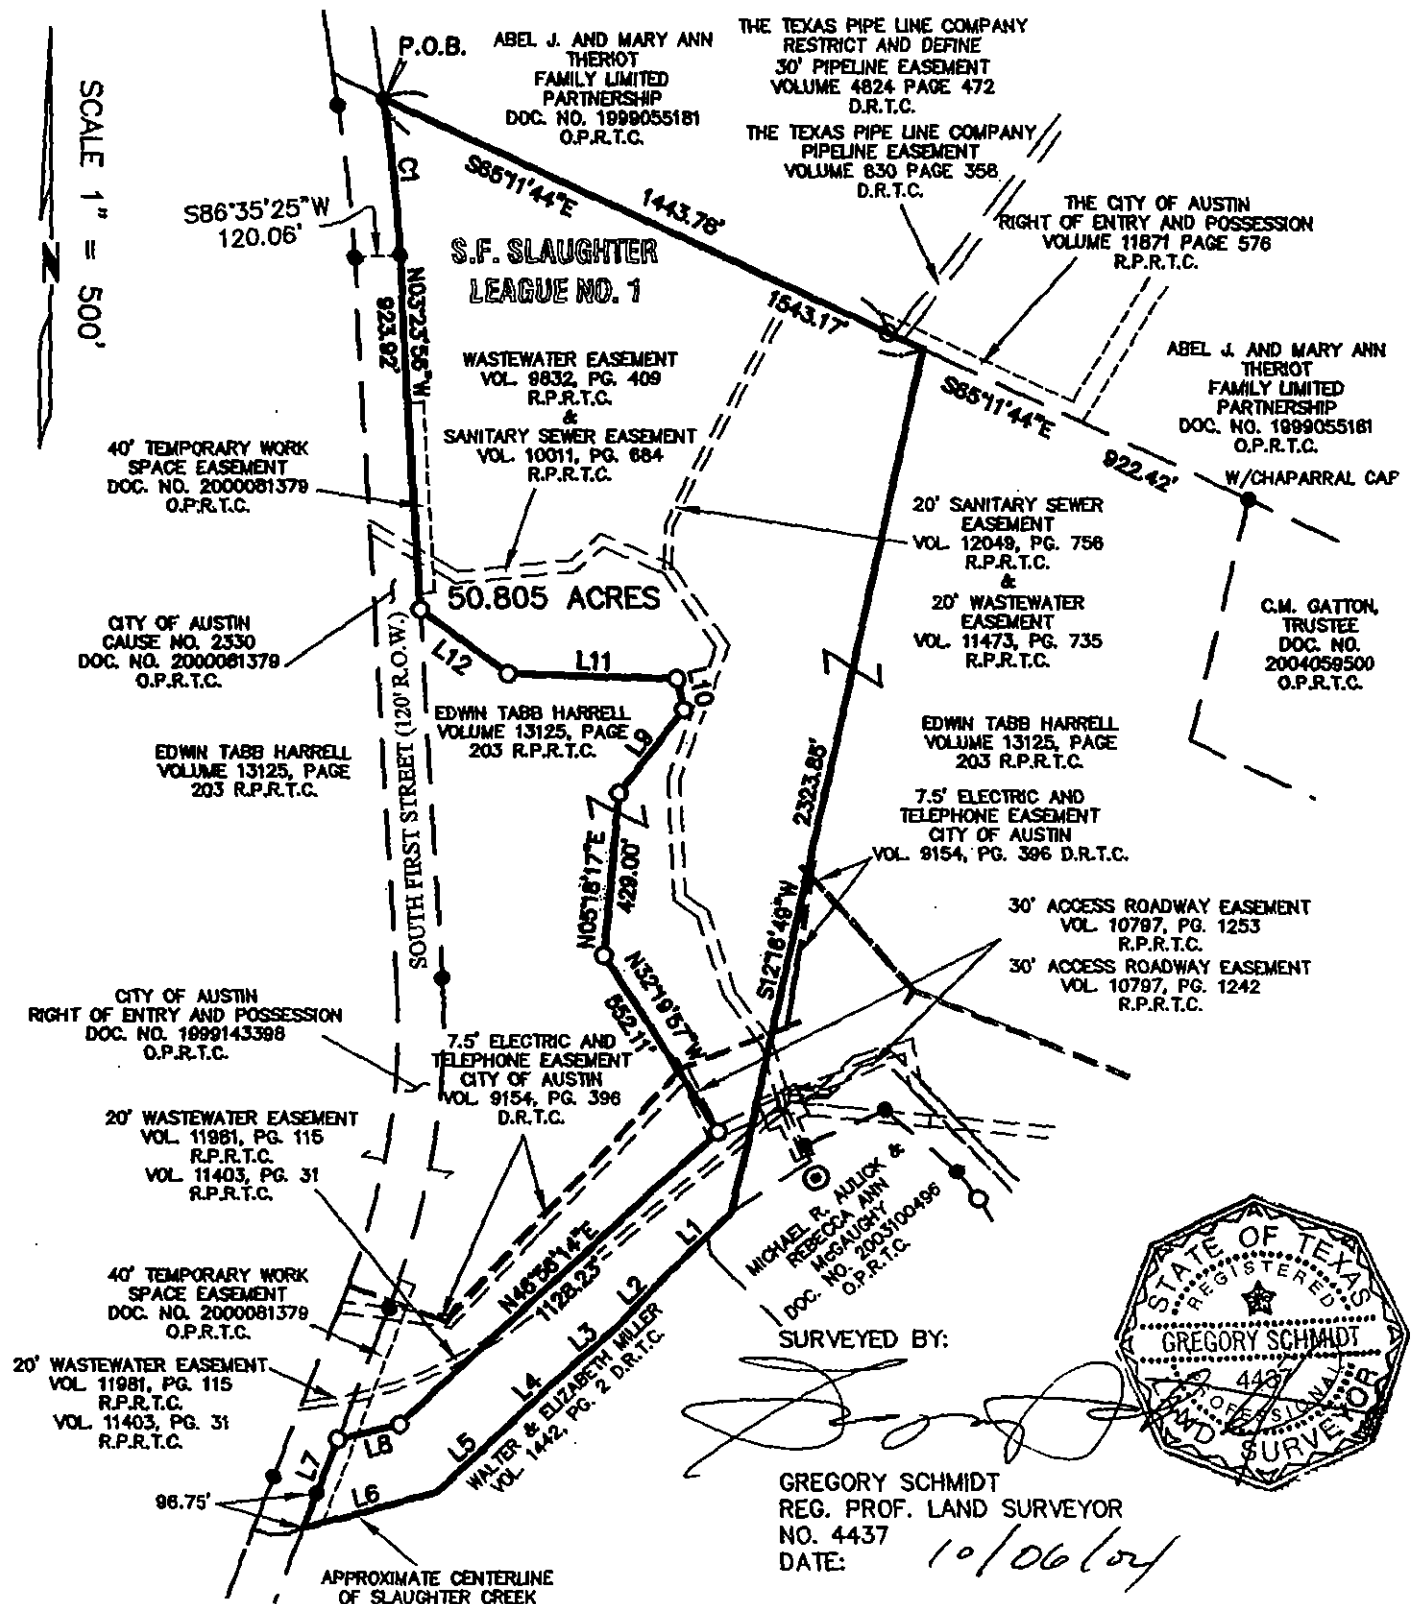 P.O.B.
ABEL J. AND MARY ANN
THERIOT
FAMILY LIMITED
PARTNERSHIP
DOC. NO. 1999055181
O.P.R.T.C.
THE TEXAS PIPE LINE COMPANY
RESTRICT AND DEFINE
30' PIPELINE EASEMENT
VOLUME 4824 PAGE 472
D.R.T.C.
THE TEXAS PIPE LINE COMPANY
PIPELINE EASEMENT
VOLUME 630 PAGE 358
D.R.T.C.
THE CITY OF AUSTIN
RIGHT OF ENTRY AND POSSESSION
VOLUME 11871 PAGE 576
R.P.R.T.C.
SCALE 1" = 500'
N
C1
S65°11'44"E
1443.78'
1543.17'
S86°35'25"W
120.06'
S.F. SLAUGHTER
LEAGUE NO. 1
N03°23'56"W
923.92'
ABEL J. AND MARY ANN
THERIOT
FAMILY LIMITED
PARTNERSHIP
DOC. NO. 1999055181
O.P.R.T.C.
S65°11'44"E
922.42'
W/CHAPARRAL CAP
WASTEWATER EASEMENT
VOL. 9832, PG. 409
R.P.R.T.C.
&
SANITARY SEWER EASEMENT
VOL. 10011, PG. 684
R.P.R.T.C.
40' TEMPORARY WORK
SPACE EASEMENT
DOC. NO. 2000081379
O.P.R.T.C.
20' SANITARY SEWER
EASEMENT
VOL. 12049, PG. 756
R.P.R.T.C.
&
20' WASTEWATER
EASEMENT
VOL. 11473, PG. 735
R.P.R.T.C.
50.805 ACRES
CITY OF AUSTIN
CAUSE NO. 2330
DOC. NO. 2000081379
O.P.R.T.C.
C.M. GATTON,
TRUSTEE
DOC. NO.
2004059500
O.P.R.T.C.
L12
L11
L10
L9
EDWIN TABB HARRELL
VOLUME 13125, PAGE
203 R.P.R.T.C.
EDWIN TABB HARRELL
VOLUME 13125, PAGE
203 R.P.R.T.C.
EDWIN TABB HARRELL
VOLUME 13125, PAGE
203 R.P.R.T.C.
SOUTH FIRST STREET (120' R.O.W.)
2323.85'
S12°16'49"W
7.5' ELECTRIC AND
TELEPHONE EASEMENT
CITY OF AUSTIN
VOL. 9154, PG. 396 D.R.T.C.
N05°18'17"E
429.00'
30' ACCESS ROADWAY EASEMENT
VOL. 10797, PG. 1253
R.P.R.T.C.
30' ACCESS ROADWAY EASEMENT
VOL. 10797, PG. 1242
R.P.R.T.C.
N32°19'57"W
552.11'
CITY OF AUSTIN
RIGHT OF ENTRY AND POSSESSION
DOC. NO. 1999143398
O.P.R.T.C.
7.5' ELECTRIC AND
TELEPHONE EASEMENT
CITY OF AUSTIN
VOL. 9154, PG. 396
D.R.T.C.
20' WASTEWATER EASEMENT
VOL. 11981, PG. 115
R.P.R.T.C.
VOL. 11403, PG. 31
R.P.R.T.C.
MICHAEL R. AULICK &
REBECCA ANN
McGAUGHY
DOC. NO. 2003100496
O.P.R.T.C.
N46°56'14"E
1128.23'
40' TEMPORARY WORK
SPACE EASEMENT
DOC. NO. 2000081379
O.P.R.T.C.
20' WASTEWATER EASEMENT
VOL. 11981, PG. 115
R.P.R.T.C.
VOL. 11403, PG. 31
R.P.R.T.C.
L1
L2
L3
L4
L5
L6
L7
L8
WALTER & ELIZABETH MILLER
VOL. 1442, PG. 2 D.R.T.C.
96.75'
APPROXIMATE CENTERLINE
OF SLAUGHTER CREEK
SURVEYED BY:
STATE OF TEXAS
REGISTERED
GREGORY SCHMIDT
4437
PROFESSIONAL
LAND SURVEYOR
GREGORY SCHMIDT
REG. PROF. LAND SURVEYOR
NO. 4437
DATE: 10/06/04